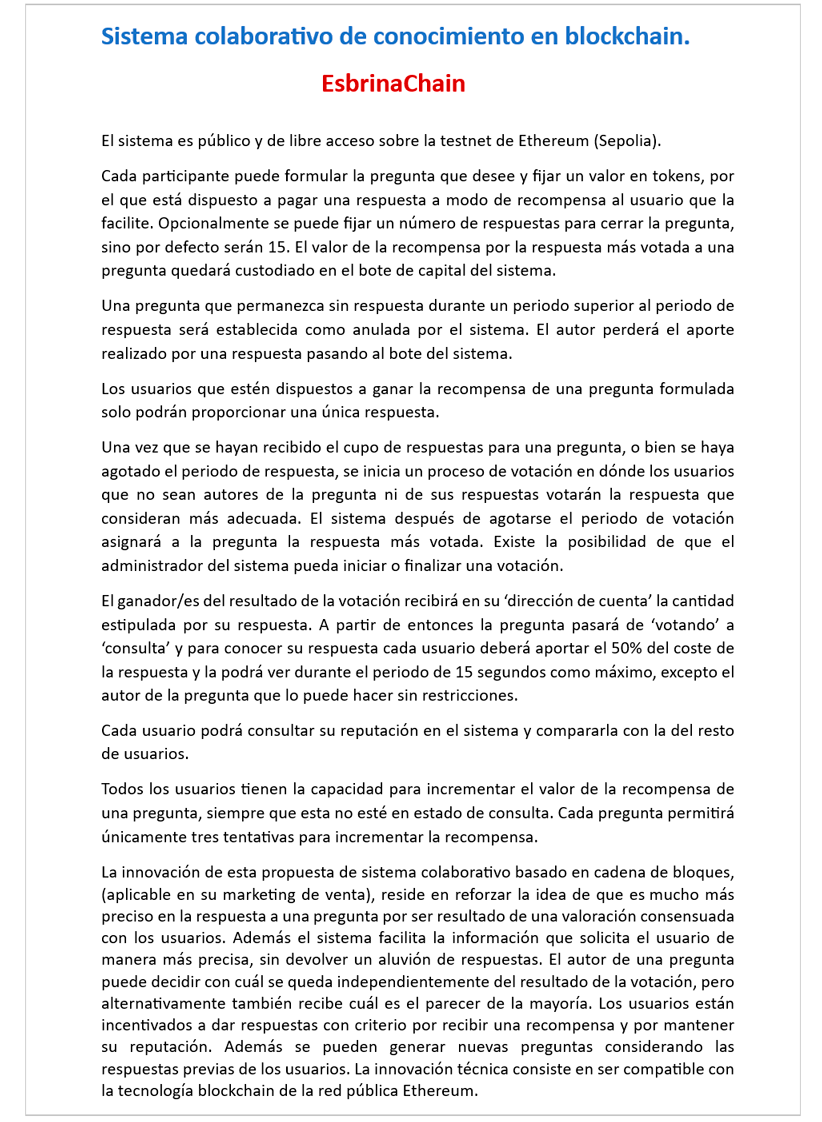 Sistema colaborativo de conocimiento en blockchain.
EsbrinaChain
El sistema es público y de libre acceso sobre la testnet de Ethereum (Sepolia).
Cada participante puede formular la pregunta que desee y fijar un valor en tokens, por
el que está dispuesto a pagar una respuesta a modo de recompensa al usuario que la
facilite. Opcionalmente se puede fijar un número de respuestas para cerrar la pregunta,
sino por defecto serán 15. El valor de la recompensa por la respuesta más votada a una
pregunta quedará custodiado en el bote de capital del sistema.
Una pregunta que permanezca sin respuesta durante un periodo superior al periodo de
respuesta será establecida como anulada por el sistema. El autor perderá el aporte
realizado por una respuesta pasando al bote del sistema.
Los usuarios que estén dispuestos a ganar la recompensa de una pregunta formulada
solo podrán proporcionar una única respuesta.
Una vez que se hayan recibido el cupo de respuestas para una pregunta, o bien se haya
agotado el periodo de respuesta, se inicia un proceso de votación en dónde los usuarios
que no sean autores de la pregunta ni de sus respuestas votarán la respuesta que
consideran más adecuada. El sistema después de agotarse el periodo de votación
asignará a la pregunta la respuesta más votada. Existe la posibilidad de que el
administrador del sistema pueda iniciar o finalizar una votación.
El ganador/es del resultado de la votación recibirá en su ‘dirección de cuenta’ la cantidad
estipulada por su respuesta. A partir de entonces la pregunta pasará de ‘votando’ a
‘consulta’ y para conocer su respuesta cada usuario deberá aportar el 50% del coste de
la respuesta y la podrá ver durante el periodo de 15 segundos como máximo, excepto el
autor de la pregunta que lo puede hacer sin restricciones.
Cada usuario podrá consultar su reputación en el sistema y compararla con la del resto
de usuarios.
Todos los usuarios tienen la capacidad para incrementar el valor de la recompensa de
una pregunta, siempre que esta no esté en estado de consulta. Cada pregunta permitirá
únicamente tres tentativas para incrementar la recompensa.
La innovación de esta propuesta de sistema colaborativo basado en cadena de bloques,
(aplicable en su marketing de venta), reside en reforzar la idea de que es mucho más
preciso en la respuesta a una pregunta por ser resultado de una valoración consensuada
con los usuarios. Además el sistema facilita la información que solicita el usuario de
manera más precisa, sin devolver un aluvión de respuestas. El autor de una pregunta
puede decidir con cuál se queda independientemente del resultado de la votación, pero
alternativamente también recibe cuál es el parecer de la mayoría. Los usuarios están
incentivados a dar respuestas con criterio por recibir una recompensa y por mantener
su reputación. Además se pueden generar nuevas preguntas considerando las
respuestas previas de los usuarios. La innovación técnica consiste en ser compatible con
la tecnología blockchain de la red pública Ethereum.